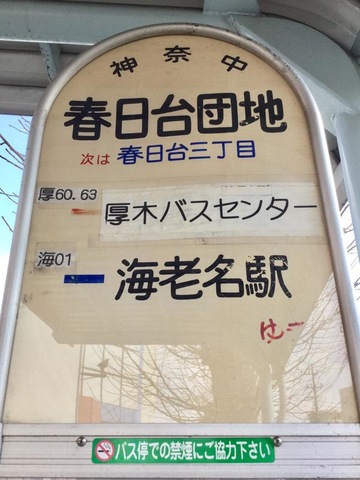 神奈中
春日台団地
次は 春日台三丁目
厚60.63
厚木バスセンター
海01
海老名駅
は-2
バス停での禁煙にご協力下さい